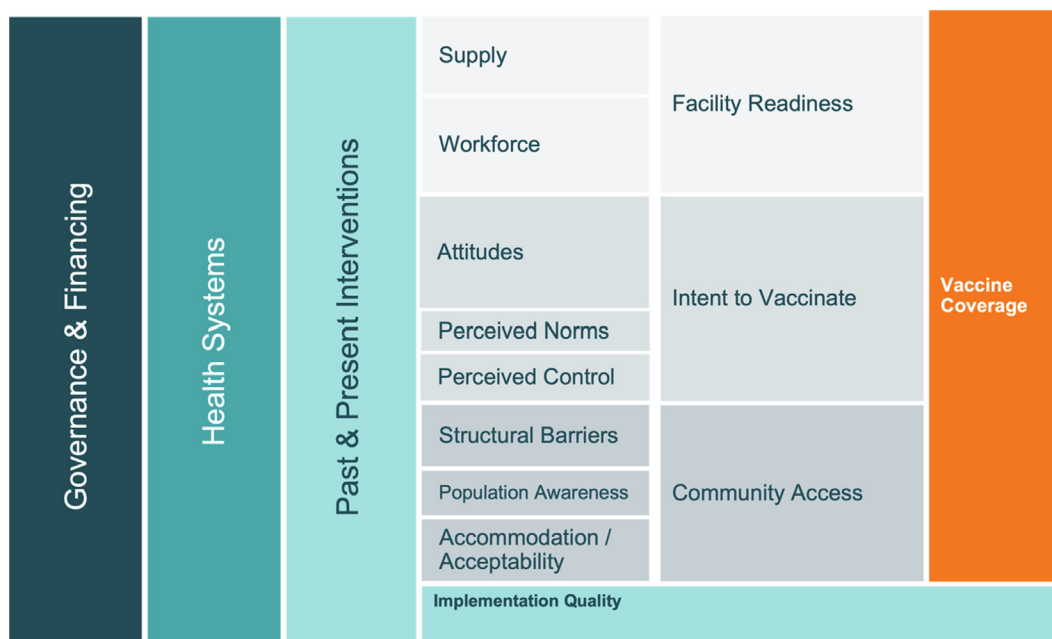 Governance & Financing
Health Systems
Past & Present Interventions
Supply
Workforce
Attitudes
Perceived Norms
Perceived Control
Structural Barriers
Population Awareness
Accommodation /
Acceptability
Facility Readiness
Intent to Vaccinate
Community Access
Vaccine
Coverage
Implementation Quality